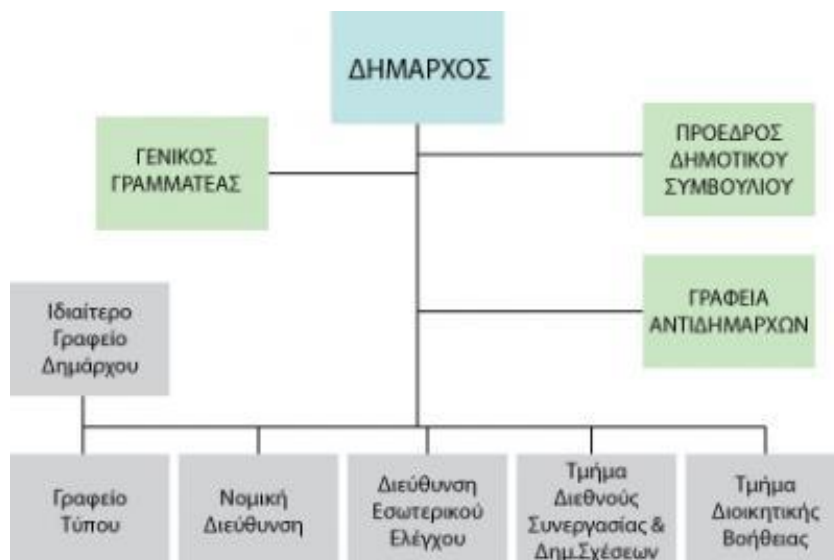 ΔΗΜΑΡΧΟΣ
ΓΕΝΙΚΟΣ
ΓΡΑΜΜΑΤΕΑΣ
ΠΡΟΕΔΡΟΣ
ΔΗΜΟΤΙΚΟΥ
ΣΥΜΒΟΥΛΙΟΥ
ΓΡΑΦΕΙΑ
ΑΝΤΙΔΗΜΑΡΧΩΝ
Ιδιαίτερο
Γραφείο
Δημάρχου
Γραφείο
Τύπου
Νομική
Διεύθυνση
Διεύθυνση
Εσωτερικού
Ελέγχου
Τμήμα
Διεθνούς
Συνεργασίας &
Δημ.Σχέσεων
Τμήμα
Διοικητικής
Βοήθειας